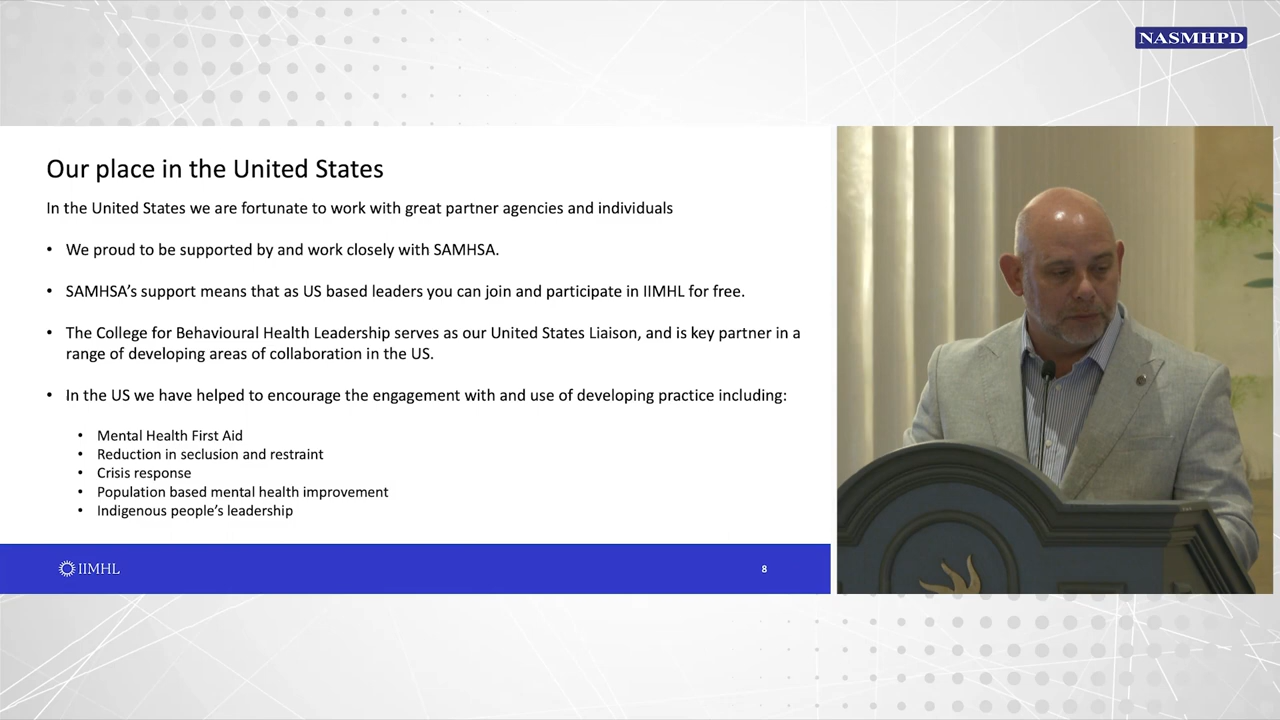 NASMHPD
Our place in the United States
In the United States we are fortunate to work with great partner agencies and individuals
• We proud to be supported by and work closely with SAMHSA.
• SAMHSA’s support means that as US based leaders you can join and participate in IIMHL for free.
• The College for Behavioural Health Leadership serves as our United States Liaison, and is key partner in a
range of developing areas of collaboration in the US.
• In the US we have helped to encourage the engagement with and use of developing practice including:
• Mental Health First Aid
• Reduction in seclusion and restraint
• Crisis response
• Population based mental health improvement
• Indigenous people’s leadership
IIMHL
8